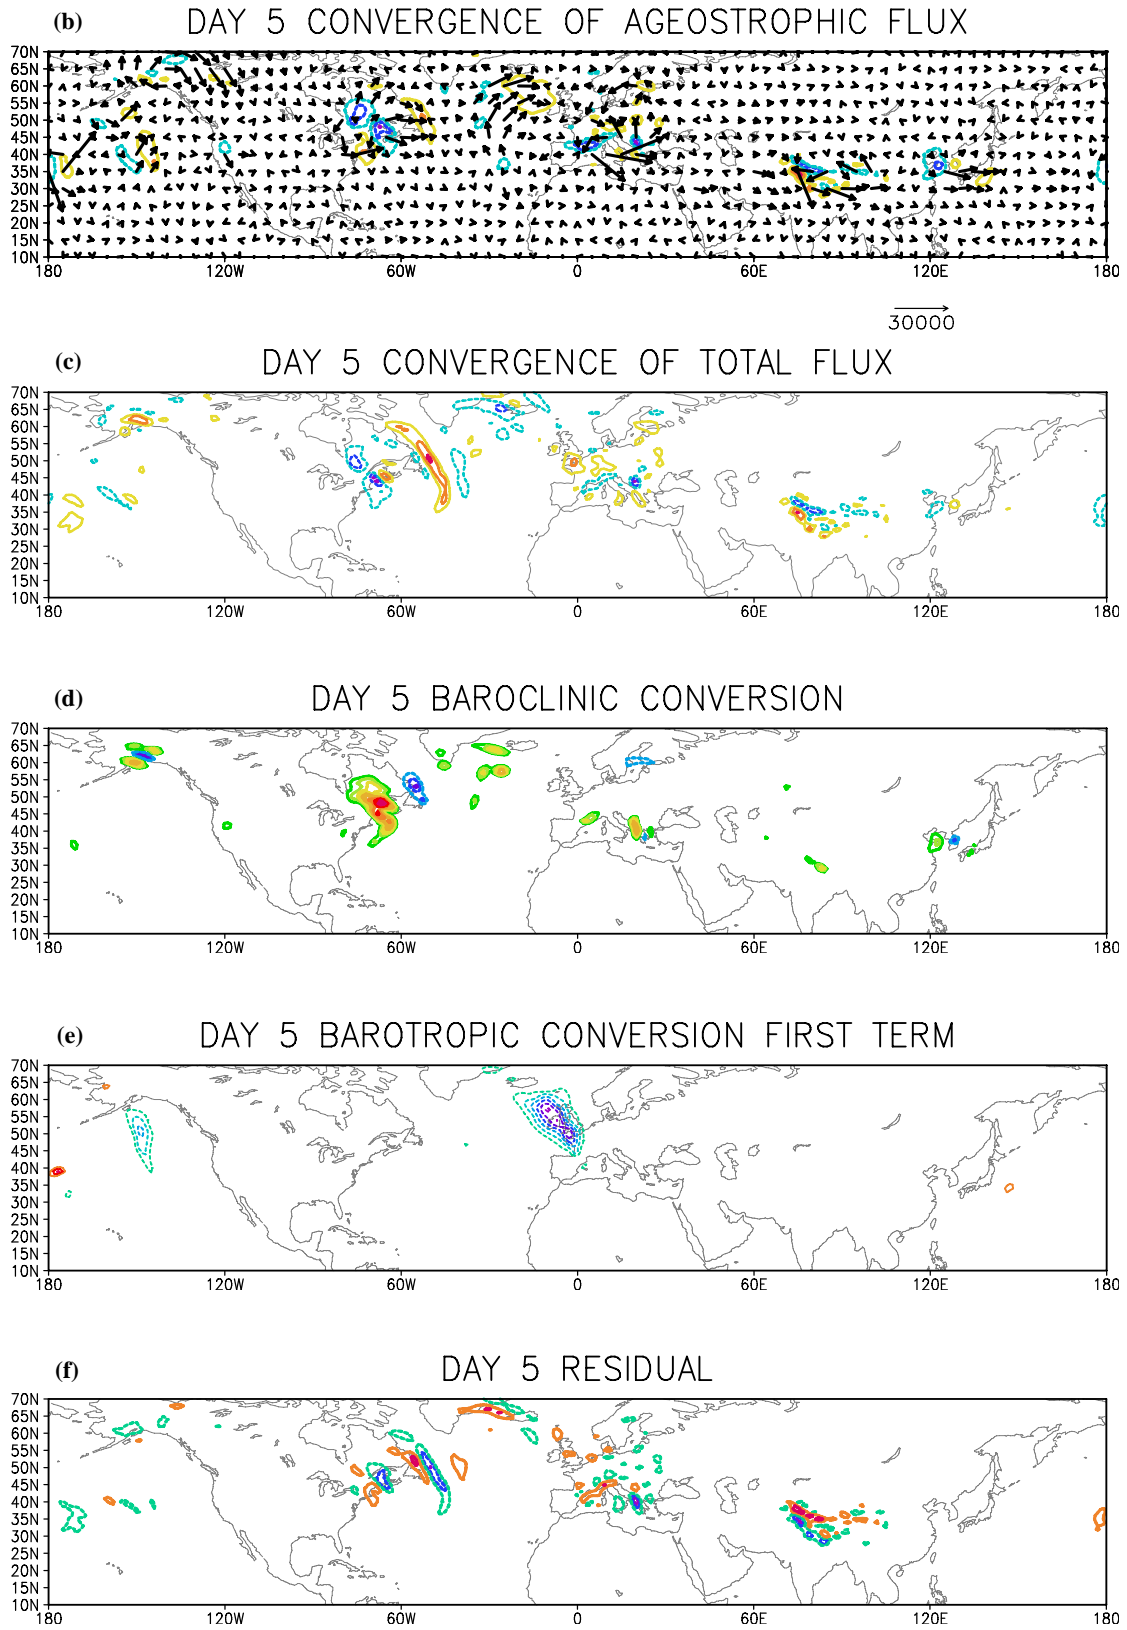 (b) DAY 5 CONVERGENCE OF AGEOSTROPHIC FLUX
70N
65N
60N
55N
50N
45N
40N
35N
30N
25N
20N
15N
10N
180 120W 60W 0 60E 120E 180
30000
(c) DAY 5 CONVERGENCE OF TOTAL FLUX
70N
65N
60N
55N
50N
45N
40N
35N
30N
25N
20N
15N
10N
180 120W 60W 0 60E 120E 180
(d) DAY 5 BAROCLINIC CONVERSION
70N
65N
60N
55N
50N
45N
40N
35N
30N
25N
20N
15N
10N
180 120W 60W 0 60E 120E 180
(e) DAY 5 BAROTROPIC CONVERSION FIRST TERM
70N
65N
60N
55N
50N
45N
40N
35N
30N
25N
20N
15N
10N
180 120W 60W 0 60E 120E 180
(f) DAY 5 RESIDUAL
70N
65N
60N
55N
50N
45N
40N
35N
30N
25N
20N
15N
10N
180 120W 60W 0 60E 120E 180